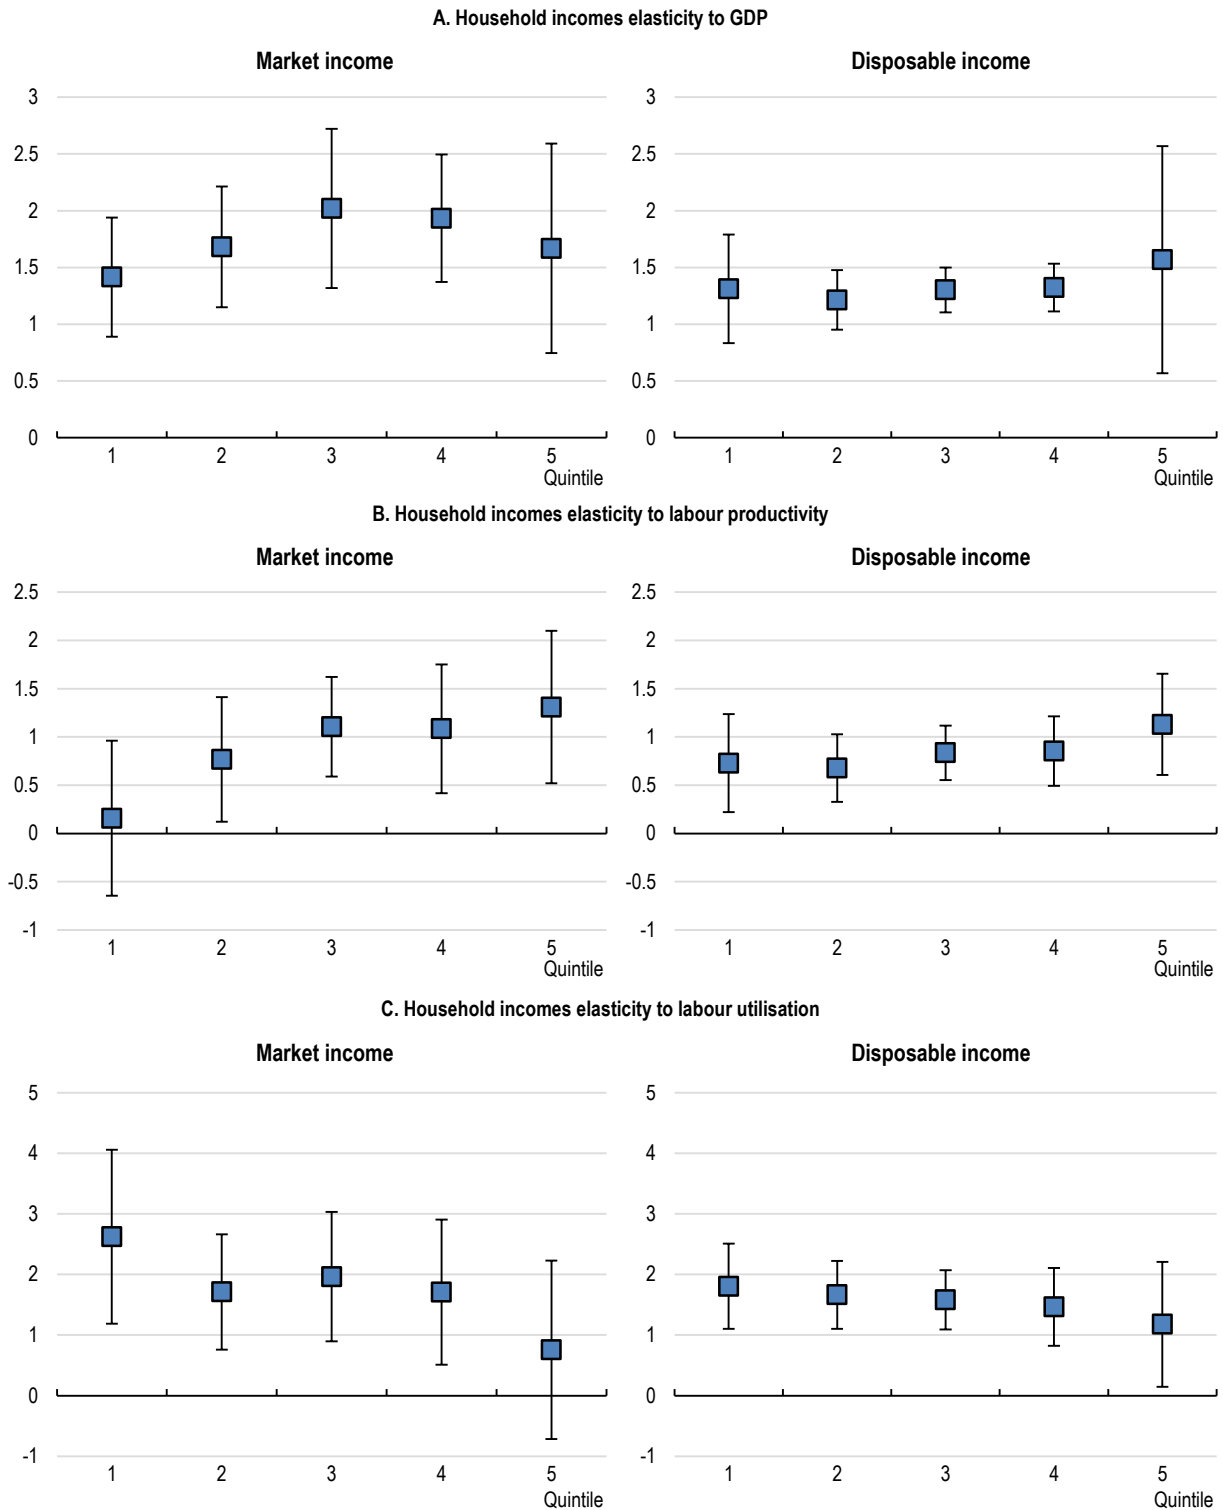 A. Household incomes elasticity to GDP
Market income
3
2.5
2
1.5
1
0.5
0
1 2 3 4 5
Quintile
Disposable income
3
2.5
2
1.5
1
0.5
0
1 2 3 4 5
Quintile
B. Household incomes elasticity to labour productivity
Market income
2.5
2
1.5
1
0.5
0
-0.5
-1
1 2 3 4 5
Quintile
Disposable income
2.5
2
1.5
1
0.5
0
-0.5
-1
1 2 3 4 5
Quintile
C. Household incomes elasticity to labour utilisation
Market income
5
4
3
2
1
0
-1
1 2 3 4 5
Quintile
Disposable income
5
4
3
2
1
0
-1
1 2 3 4 5
Quintile